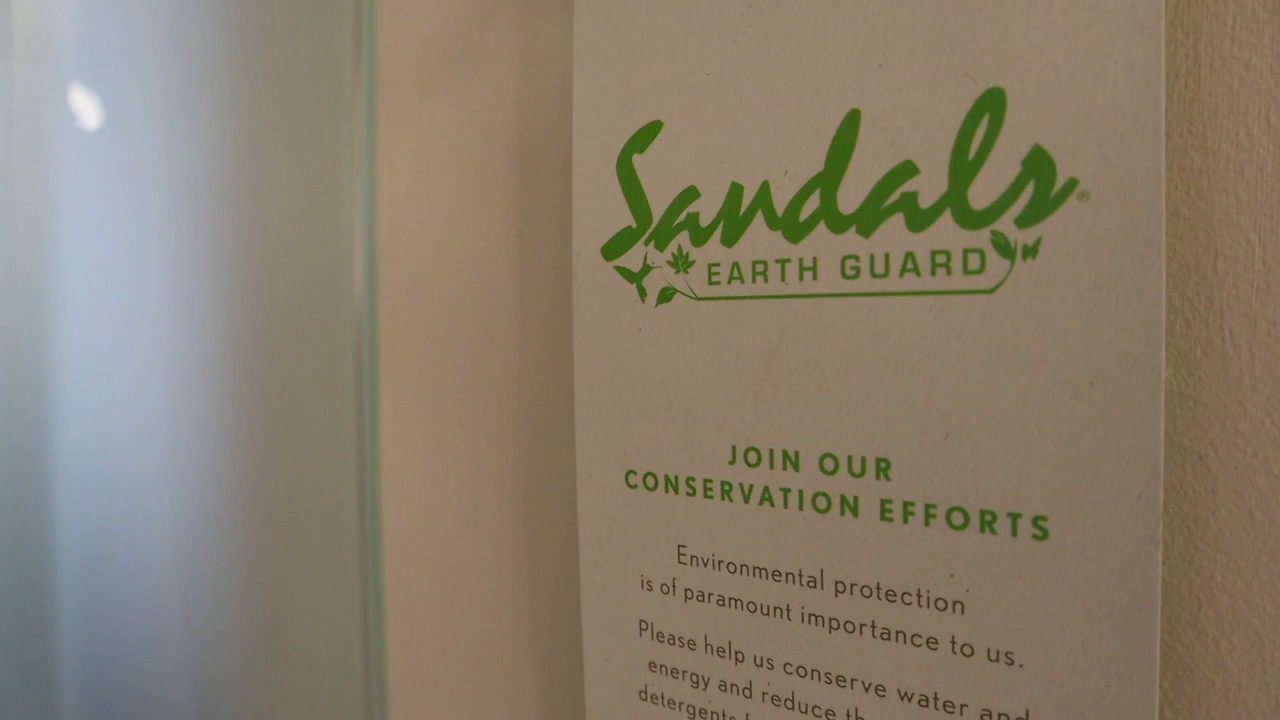 Sandals®
EARTH GUARD
JOIN OUR
CONSERVATION EFFORTS
Environmental protection
is of paramount importance to us.
Please help us conserve water and
energy and reduce
detergents